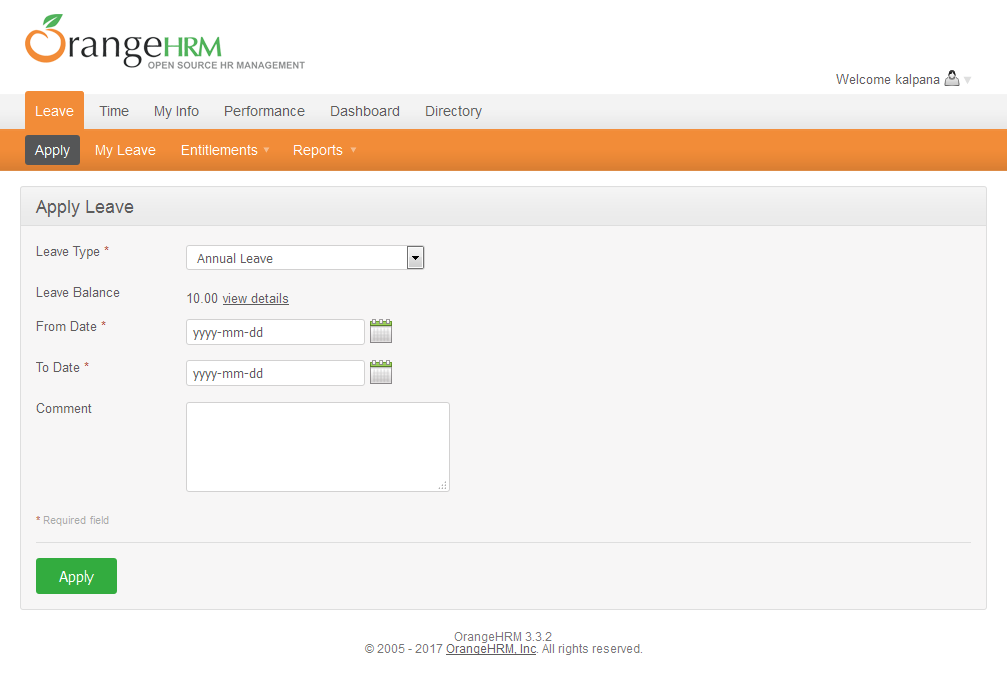 OrangeHRM
OPEN SOURCE HR MANAGEMENT
Welcome kalpana
Leave Time My Info Performance Dashboard Directory
Apply My Leave Entitlements Reports
Apply Leave
Leave Type * Annual Leave
Leave Balance 10.00 view details
From Date * yyyy-mm-dd
To Date * yyyy-mm-dd
Comment
* Required field
Apply
OrangeHRM 3.3.2
© 2005 - 2017 OrangeHRM, Inc. All rights reserved.